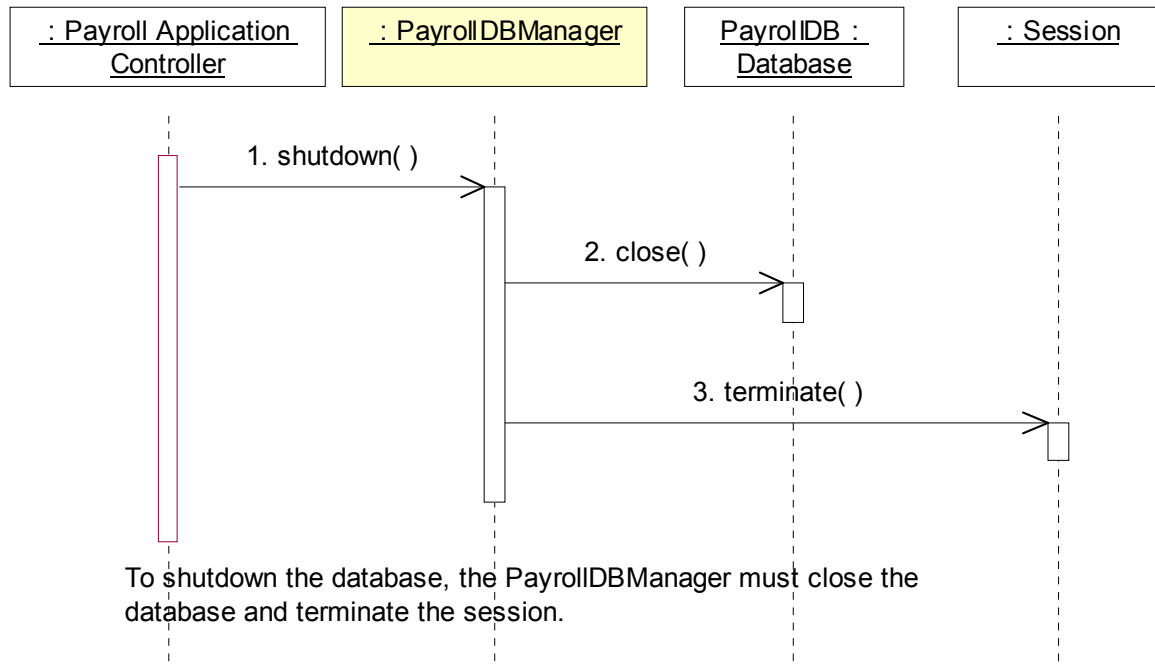 : Payroll Application
Controller
: PayrollDBManager
PayrollDB :
Database
: Session
1. shutdown( )
2. close( )
3. terminate( )
To shutdown the database, the PayrollDBManager must close the
database and terminate the session.